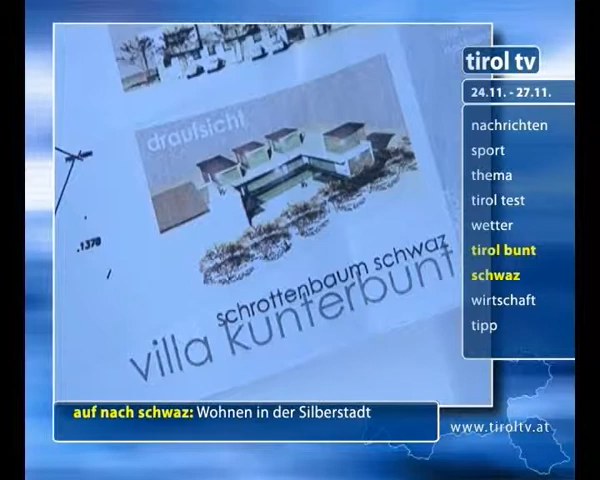 tirol tv
24.11. - 27.11.
nachrichten
sport
thema
tirol test
wetter
tirol bunt
schwaz
wirtschaft
tipp
draufsicht
.1370
schrottenbaum schwaz
villa kunterbunt
auf nach schwaz: Wohnen in der Silberstadt
www.tiroltv.at